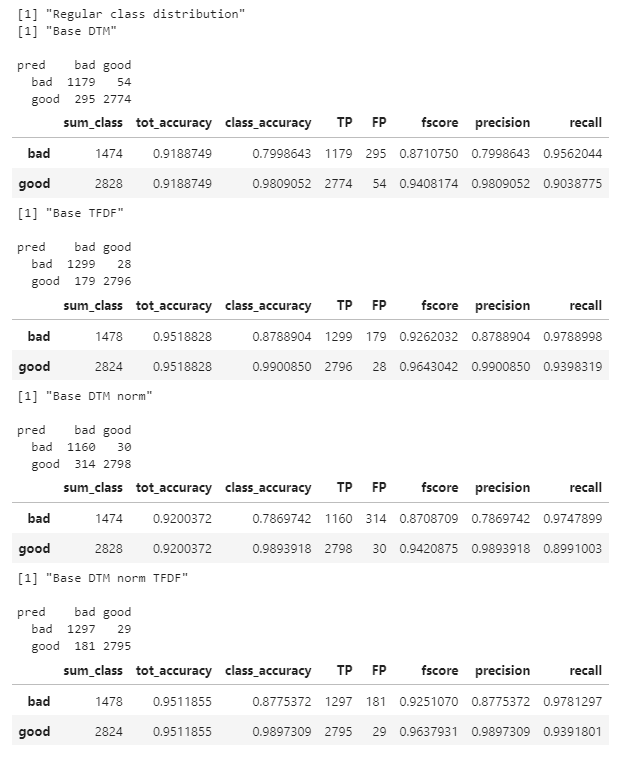 [1] "Regular class distribution"
[1] "Base DTM"
pred bad good
bad 1179 54
good 295 2774
sum_class tot_accuracy class_accuracy TP FP fscore precision recall
bad 1474 0.9188749 0.7998643 1179 295 0.8710750 0.7998643 0.9562044
good 2828 0.9188749 0.9809052 2774 54 0.9408174 0.9809052 0.9038775
[1] "Base TFDF"
pred bad good
bad 1299 28
good 179 2796
sum_class tot_accuracy class_accuracy TP FP fscore precision recall
bad 1478 0.9518828 0.8788904 1299 179 0.9262032 0.8788904 0.9788998
good 2824 0.9518828 0.9900850 2796 28 0.9643042 0.9900850 0.9398319
[1] "Base DTM norm"
pred bad good
bad 1160 30
good 314 2798
sum_class tot_accuracy class_accuracy TP FP fscore precision recall
bad 1474 0.9200372 0.7869742 1160 314 0.8708709 0.7869742 0.9747899
good 2828 0.9200372 0.9893918 2798 30 0.9420875 0.9893918 0.8991003
[1] "Base DTM norm TFDF"
pred bad good
bad 1297 29
good 181 2795
sum_class tot_accuracy class_accuracy TP FP fscore precision recall
bad 1478 0.9511855 0.8775372 1297 181 0.9251070 0.8775372 0.9781297
good 2824 0.9511855 0.9897309 2795 29 0.9637931 0.9897309 0.9391801